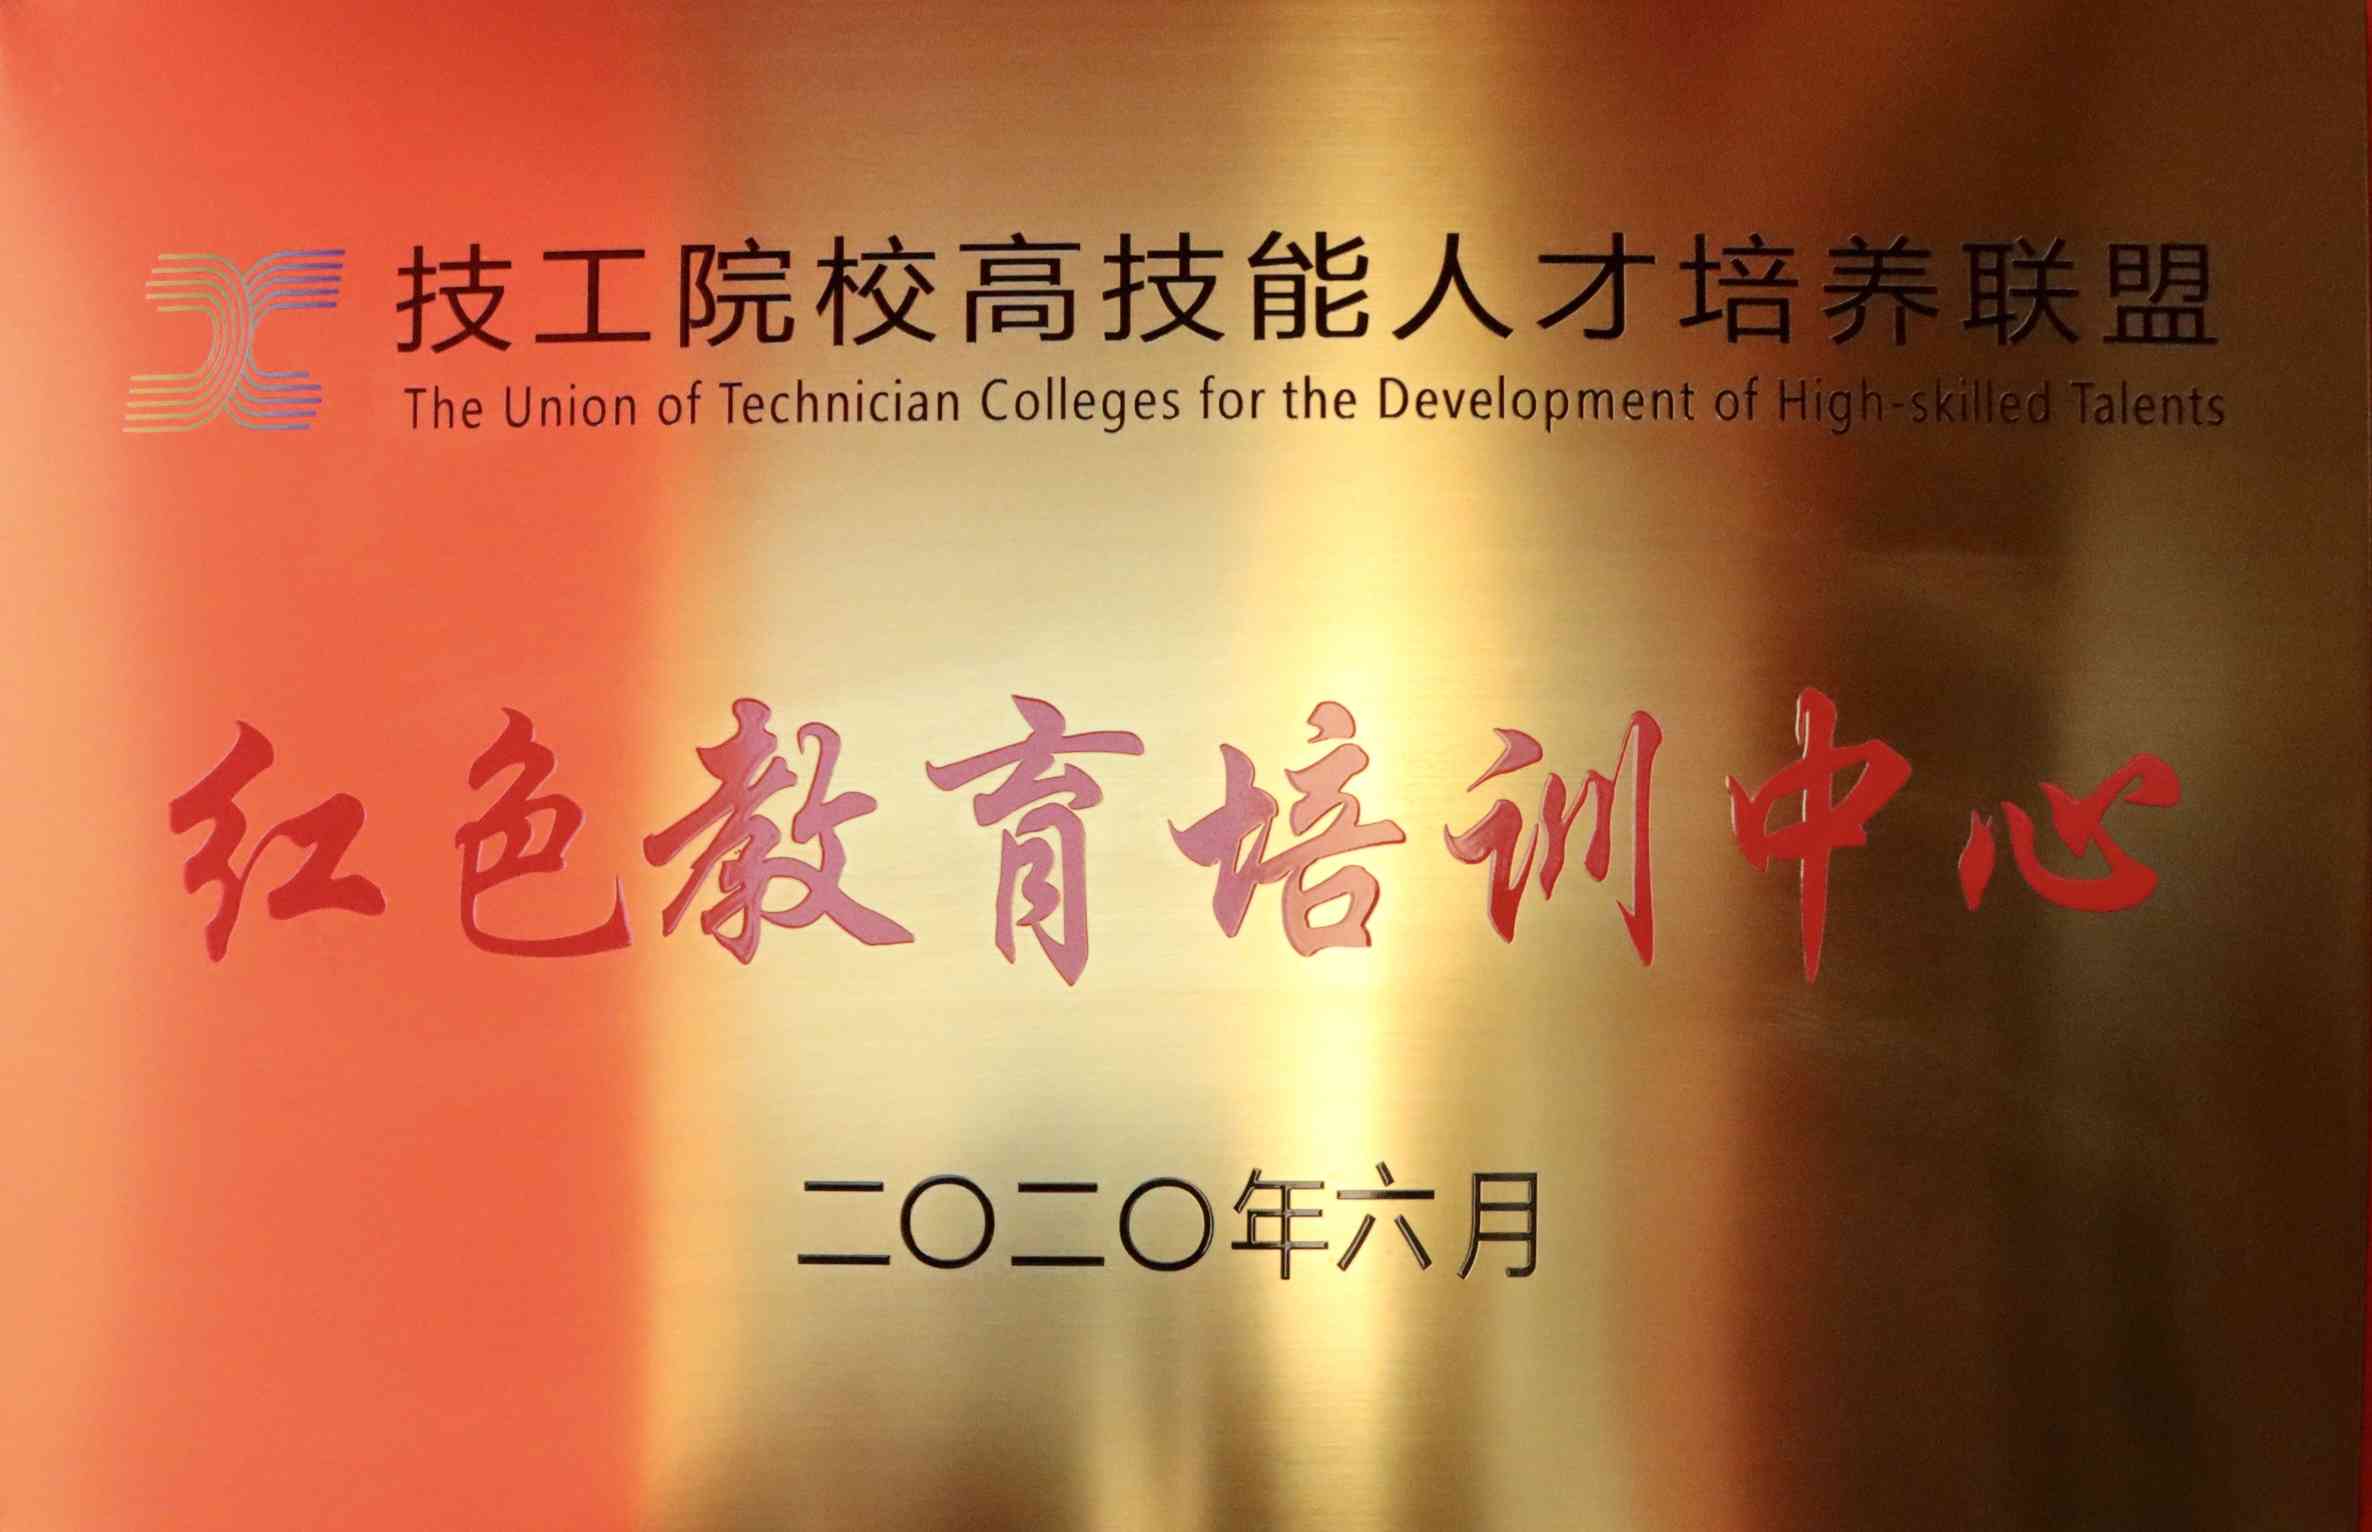 技工院校高技能人才培养联盟
The Union of Technician Colleges for the Development of High-skilled Talents
红色教育培训中心
二〇二〇年六月